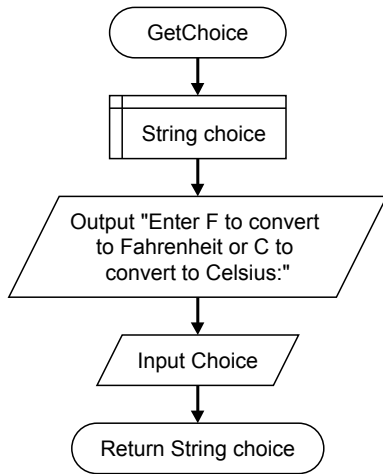 GetChoice
String choice
Output "Enter F to convert
to Fahrenheit or C to
convert to Celsius:"
Input Choice
Return String choice